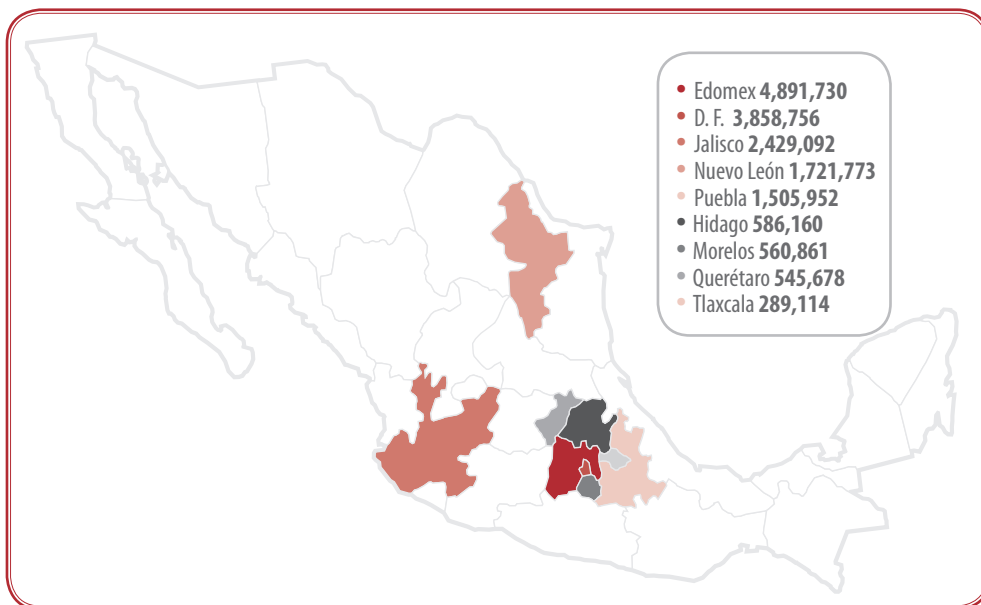 Edomex 4,891,730
D. F. 3,858,756
Jalisco 2,429,092
Nuevo León 1,721,773
Puebla 1,505,952
Hidago 586,160
Morelos 560,861
Querétaro 545,678
Tlaxcala 289,114